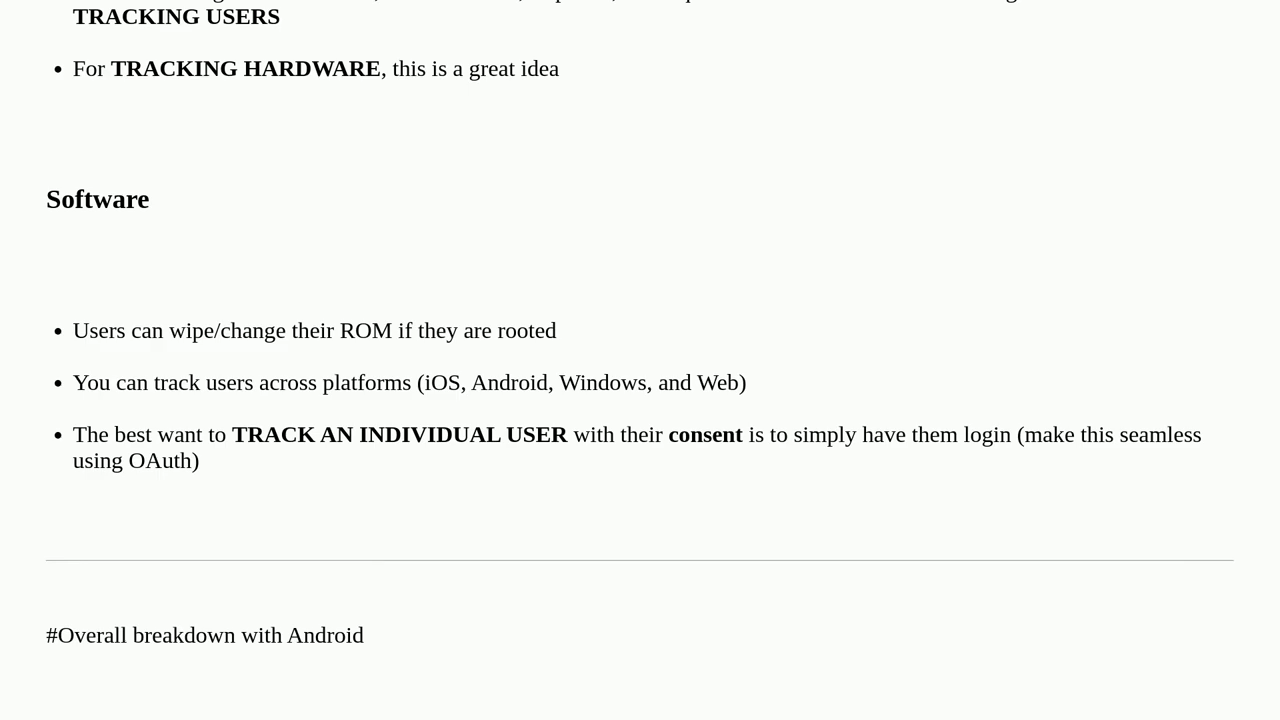 TRACKING USERS
For TRACKING HARDWARE, this is a great idea
Software
Users can wipe/change their ROM if they are rooted
You can track users across platforms (iOS, Android, Windows, and Web)
The best want to TRACK AN INDIVIDUAL USER with their consent is to simply have them login (make this seamless
using OAuth)
#Overall breakdown with Android